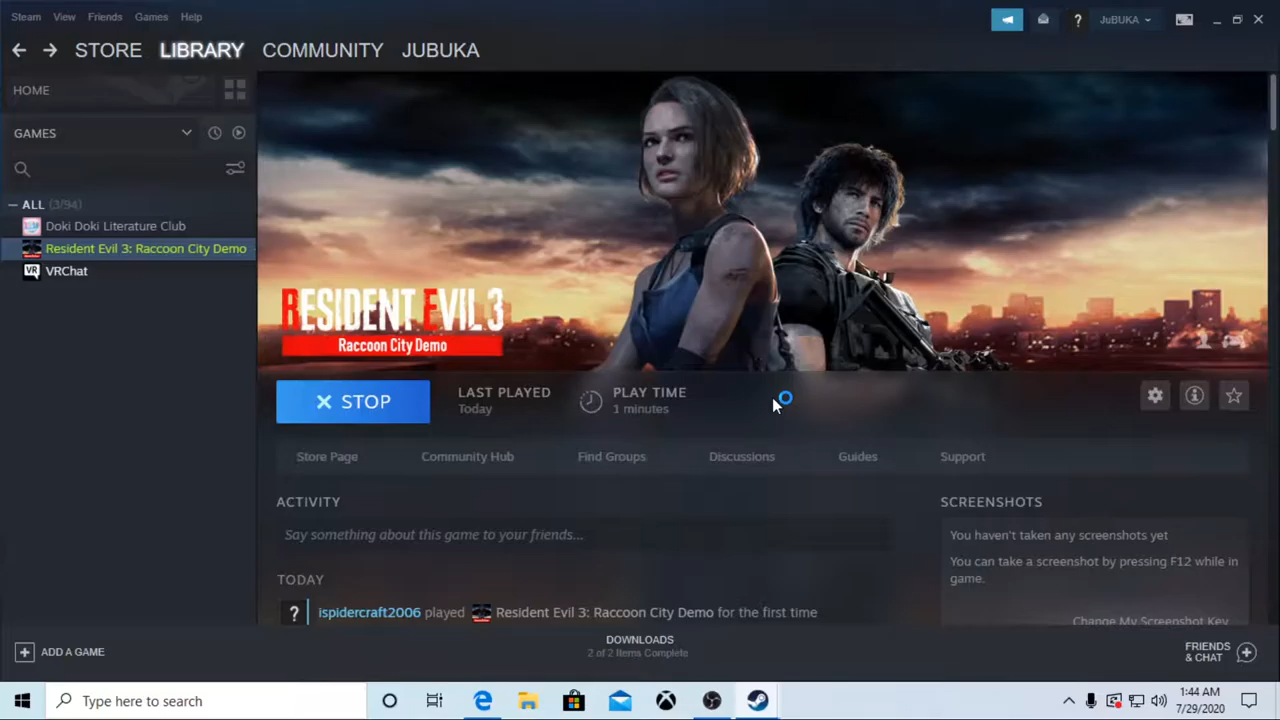 Steam View Friends Games Help
? JuBUKA
STORE LIBRARY COMMUNITY JUBUKA
HOME
GAMES
ALL (3/94)
Doki Doki Literature Club
Resident Evil 3: Raccoon City Demo
VR VRChat
RESIDENT EVIL 3
Raccoon City Demo
STOP
LAST PLAYED
Today
PLAY TIME
1 minutes
Store Page Community Hub Find Groups Discussions Guides Support
ACTIVITY
Say something about this game to your friends...
TODAY
? ispidercraft2006 played Resident Evil 3: Raccoon City Demo for the first time
SCREENSHOTS
You haven't taken any screenshots yet
You can take a screenshot by pressing F12 while in
game.
Change My Screenshot Key
ADD A GAME
DOWNLOADS
2 of 2 Items Complete
FRIENDS
& CHAT
Type here to search
1:44 AM
7/29/2020